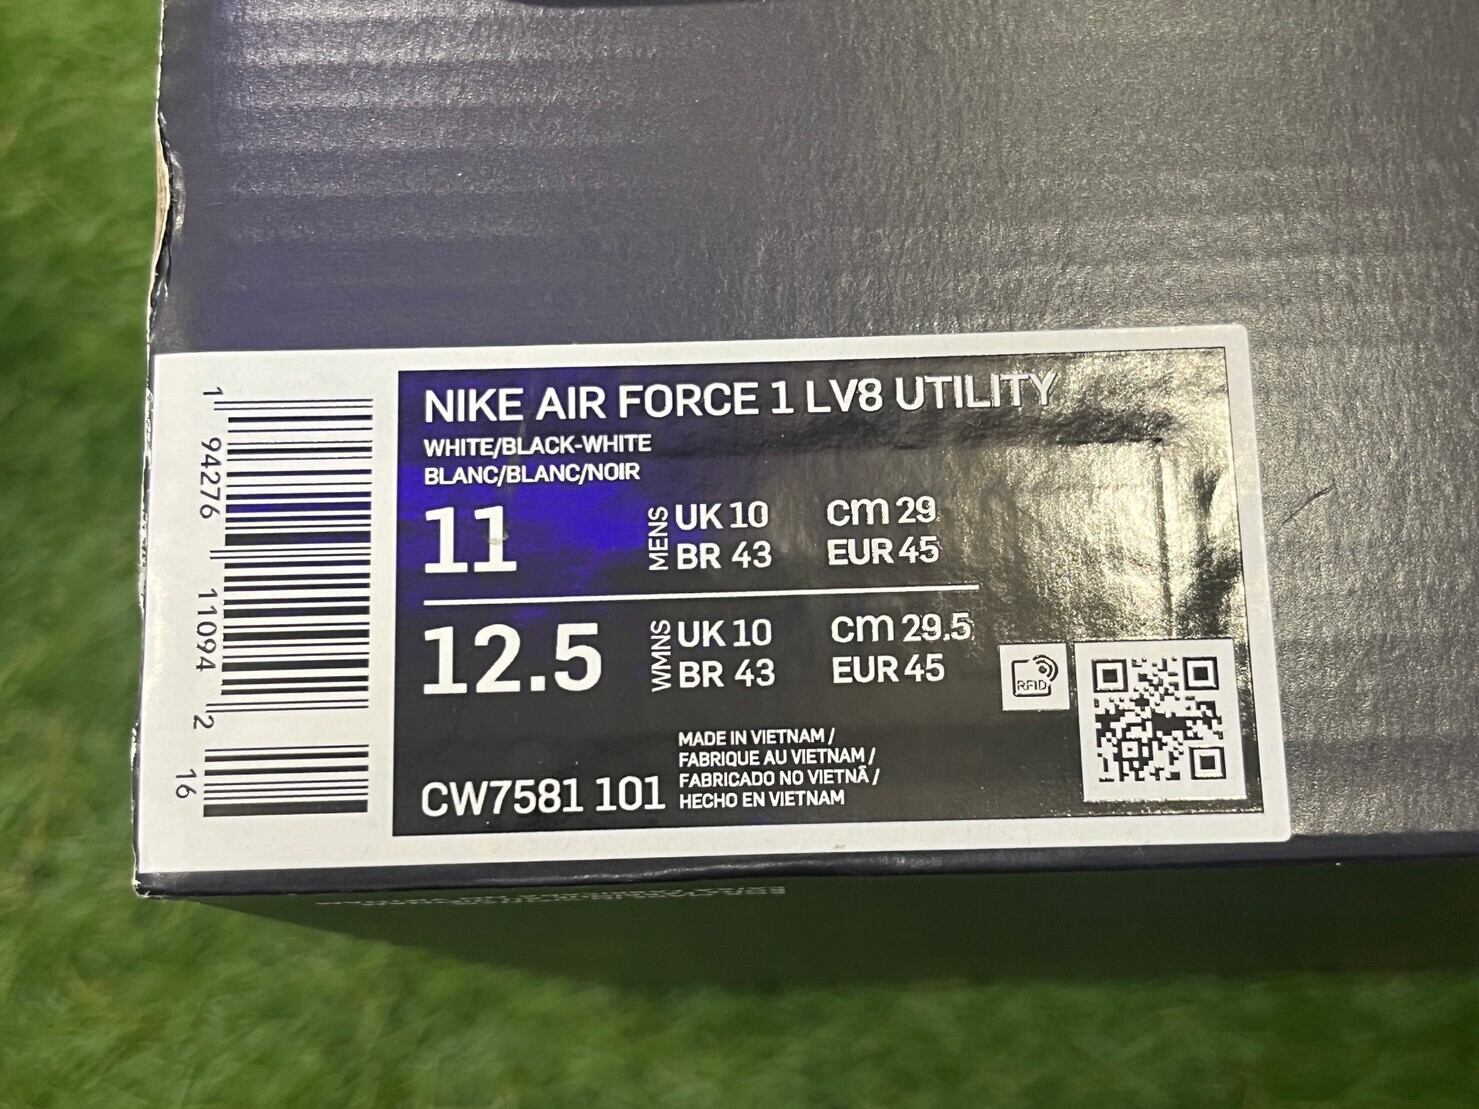 NIKE AIR FORCE 1 LV8 UTILITY
WHITE/BLACK-WHITE
BLANC/BLANC/NOIR
11
MENS
UK 10
cm 29
BR 43
EUR 45
12.5
WMNS
UK 10
cm 29.5
BR 43
EUR 45
RFID
CW7581 101
MADE IN VIETNAM /
FABRIQUE AU VIETNAM /
FABRICADO NO VIETNÃ /
HECHO EN VIETNAM
1 94276 11094 2
16